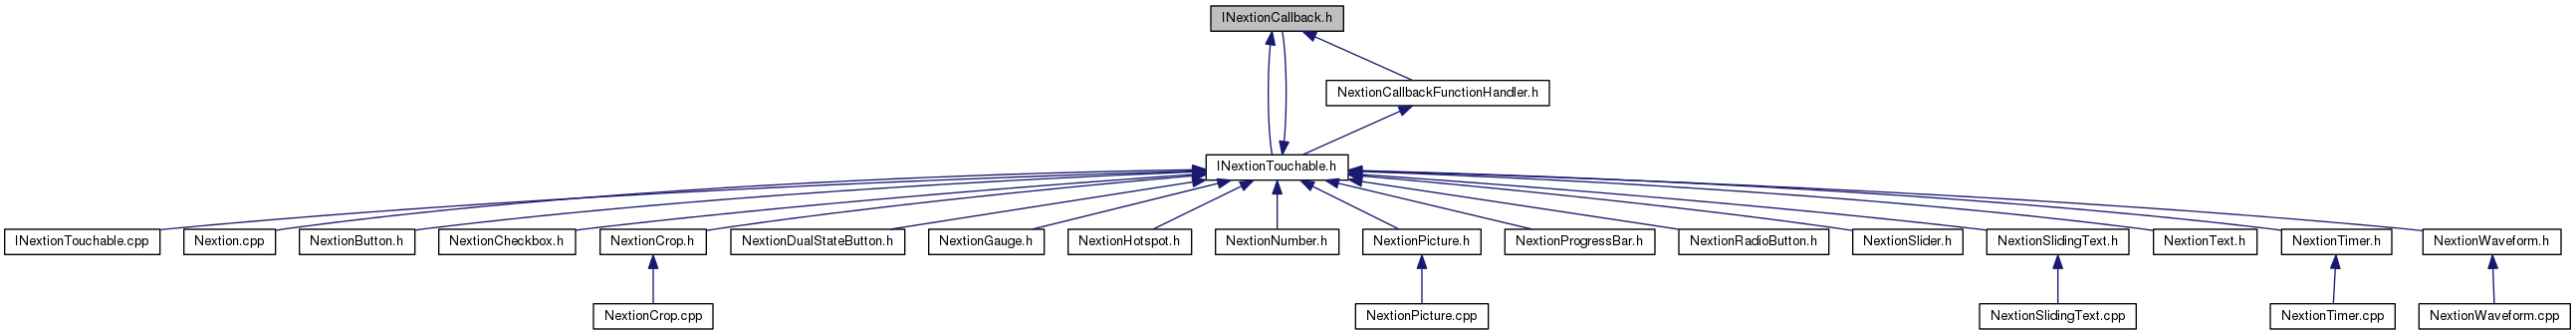 INextionCallback.h
NextionCallbackFunctionHandler.h
INextionTouchable.h
INextionTouchable.cpp
Nextion.cpp
NextionButton.h
NextionCheckbox.h
NextionCrop.h
NextionDualStateButton.h
NextionGauge.h
NextionHotspot.h
NextionNumber.h
NextionPicture.h
NextionProgressBar.h
NextionRadioButton.h
NextionSlider.h
NextionSlidingText.h
NextionText.h
NextionTimer.h
NextionWaveform.h
NextionCrop.cpp
NextionPicture.cpp
NextionSlidingText.cpp
NextionTimer.cpp
NextionWaveform.cpp